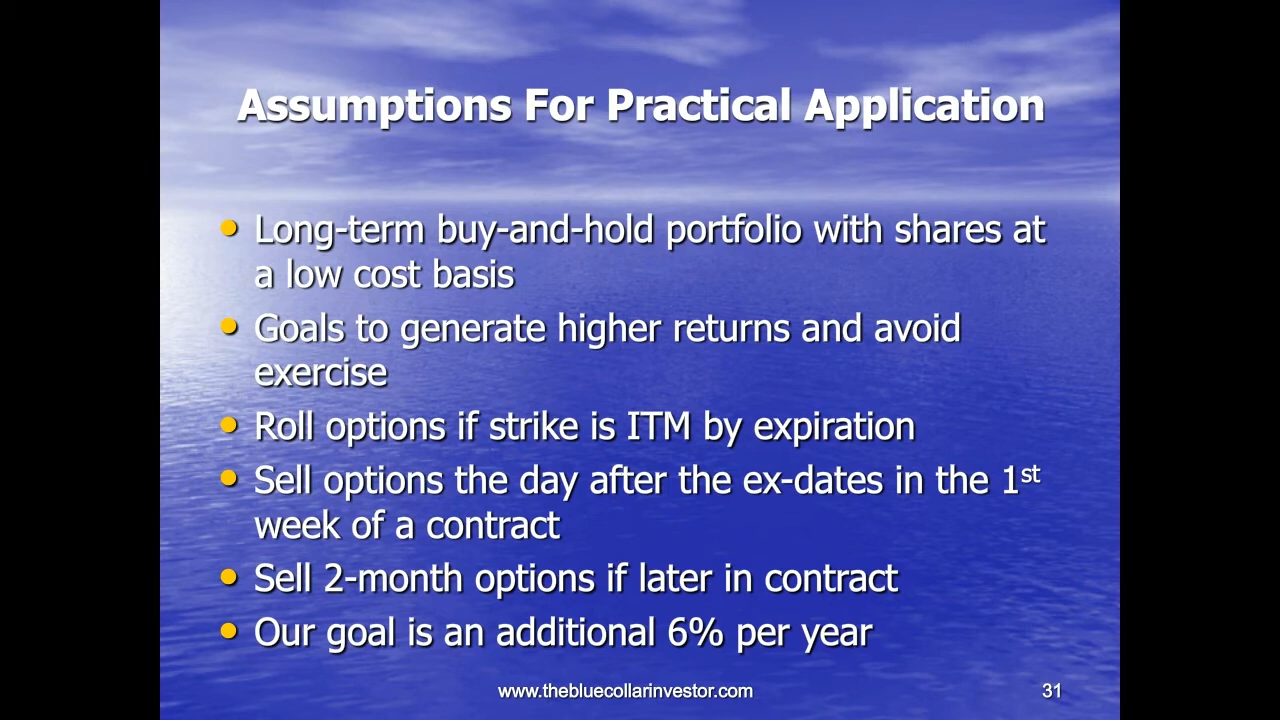 Assumptions For Practical Application
• Long-term buy-and-hold portfolio with shares at
a low cost basis
• Goals to generate higher returns and avoid
exercise
• Roll options if strike is ITM by expiration
• Sell options the day after the ex-dates in the 1st
week of a contract
• Sell 2-month options if later in contract
• Our goal is an additional 6% per year
www.thebluecollarinvestor.com
31